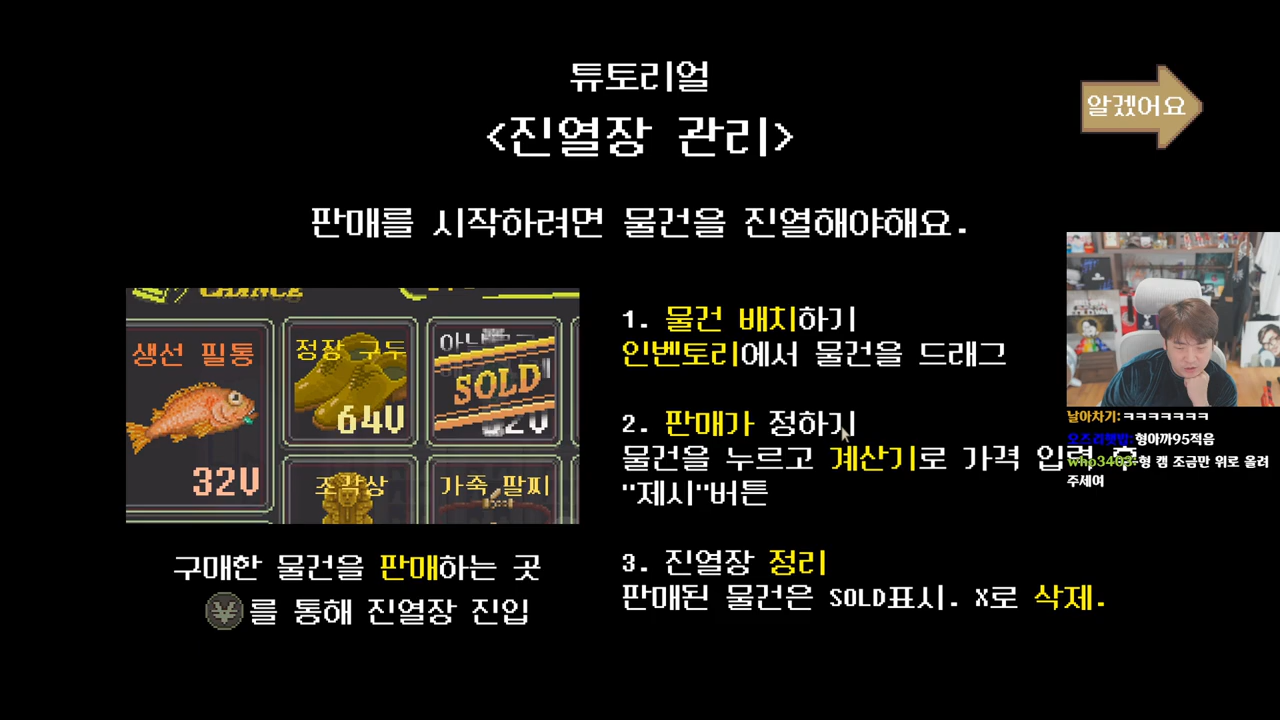 튜토리얼
<진열장 관리>
알겠어요
판매를 시작하려면 물건을 진열해야해요.
CHANCE
생선 필통
32V
정장 구두
64V
SOLD
조각상
가죽 팔찌
구매한 물건을 판매하는 곳
¥를 통해 진열장 진입
1. 물건 배치하기
인벤토리에서 물건을 드래그
2. 판매가 정하기
물건을 누르고 계산기로 가격 입력 후
"제시"버튼
3. 진열장 정리
판매된 물건은 SOLD표시. X로 삭제.
날아차기: ㅋㅋㅋㅋㅋㅋㅋ
형아까95적음
who3403: 형 캠 조금만 위로 올려
주세여